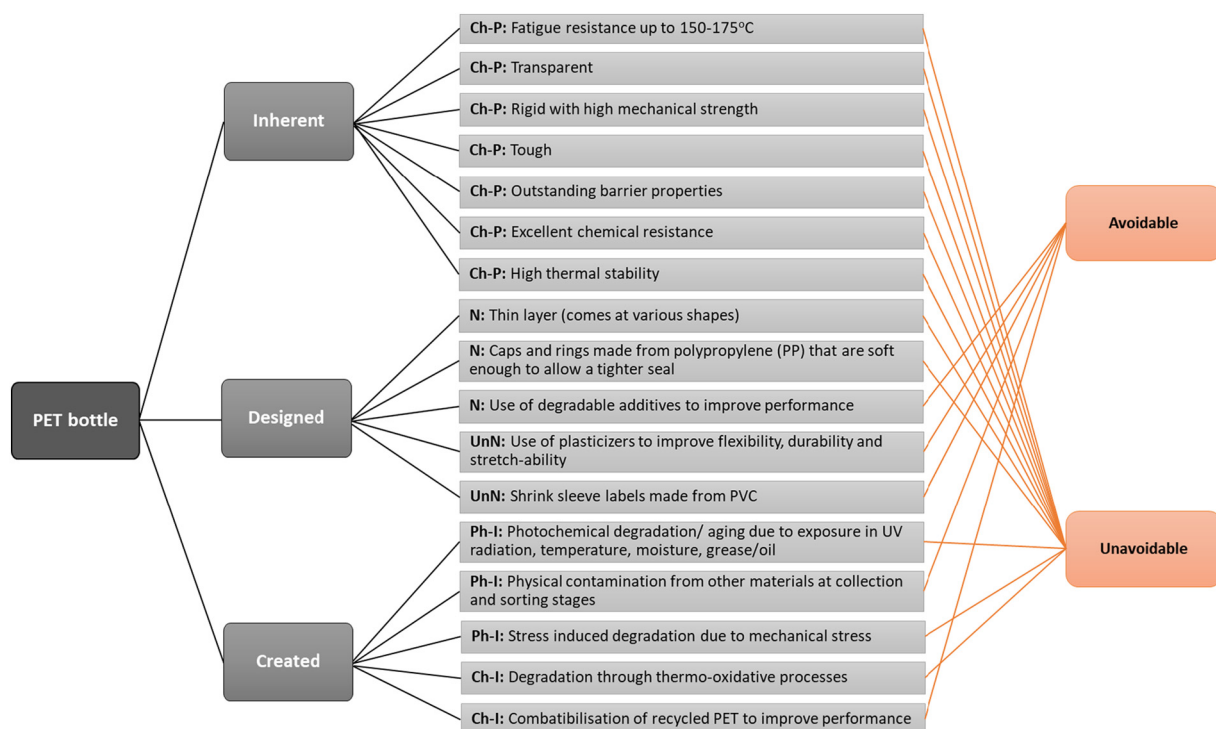 PET bottle
Inherent
Designed
Created
Ch-P: Fatigue resistance up to 150-175°C
Ch-P: Transparent
Ch-P: Rigid with high mechanical strength
Ch-P: Tough
Ch-P: Outstanding barrier properties
Ch-P: Excellent chemical resistance
Ch-P: High thermal stability
N: Thin layer (comes at various shapes)
N: Caps and rings made from polypropylene (PP) that are soft
enough to allow a tighter seal
N: Use of degradable additives to improve performance
UnN: Use of plasticizers to improve flexibility, durability and
stretch-ability
UnN: Shrink sleeve labels made from PVC
Ph-I: Photochemical degradation/ aging due to exposure in UV
radiation, temperature, moisture, grease/oil
Ph-I: Physical contamination from other materials at collection
and sorting stages
Ph-I: Stress induced degradation due to mechanical stress
Ch-I: Degradation through thermo-oxidative processes
Ch-I: Combatibilisation of recycled PET to improve performance
Avoidable
Unavoidable